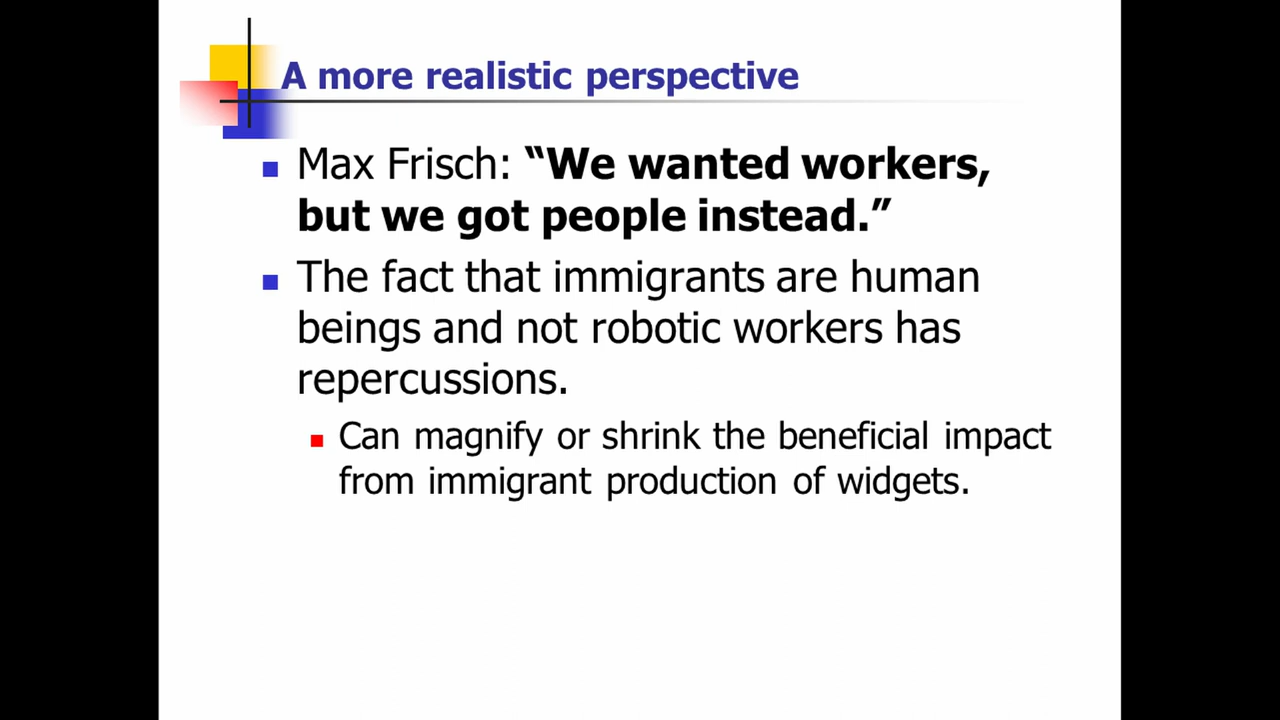 A more realistic perspective
Max Frisch: “We wanted workers,
but we got people instead.”
The fact that immigrants are human
beings and not robotic workers has
repercussions.
Can magnify or shrink the beneficial impact
from immigrant production of widgets.